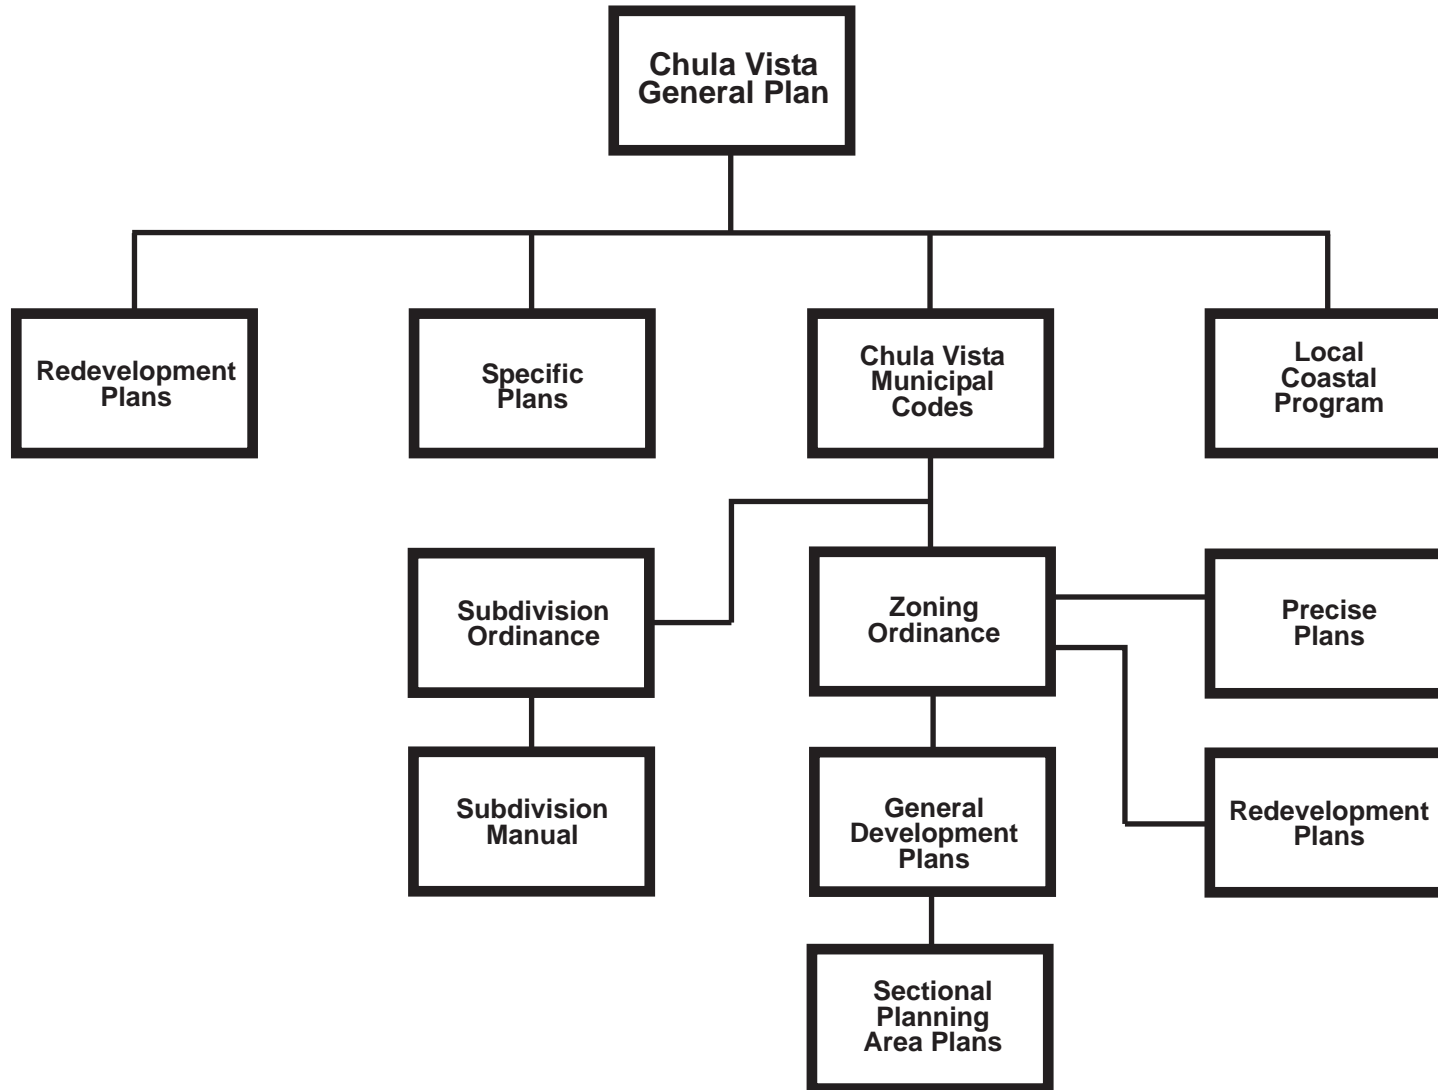 Chula Vista
General Plan
Redevelopment
Plans
Specific
Plans
Chula Vista
Municipal
Codes
Local
Coastal
Program
Subdivision
Ordinance
Zoning
Ordinance
Precise
Plans
Subdivision
Manual
General
Development
Plans
Redevelopment
Plans
Sectional
Planning
Area Plans